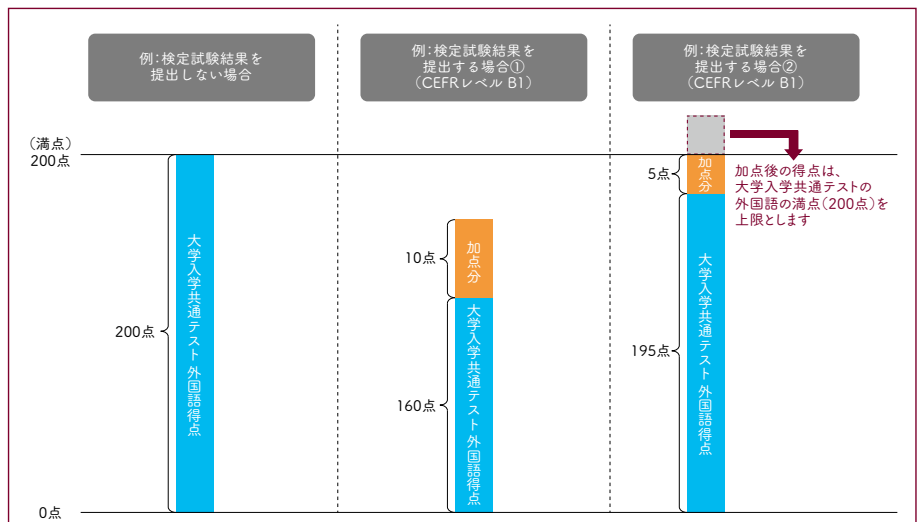 例：検定試験結果を
提出しない場合
例：検定試験結果を
提出する場合①
（CEFRレベル B1）
例：検定試験結果を
提出する場合②
（CEFRレベル B1）
（満点）
200点
0点
200点
大学入学共通テスト 外国語得点
10点
加点分
160点
大学入学共通テスト 外国語得点
5点
加点分
195点
大学入学共通テスト 外国語得点
加点後の得点は、
大学入学共通テストの
外国語の満点（200点）を
上限とします